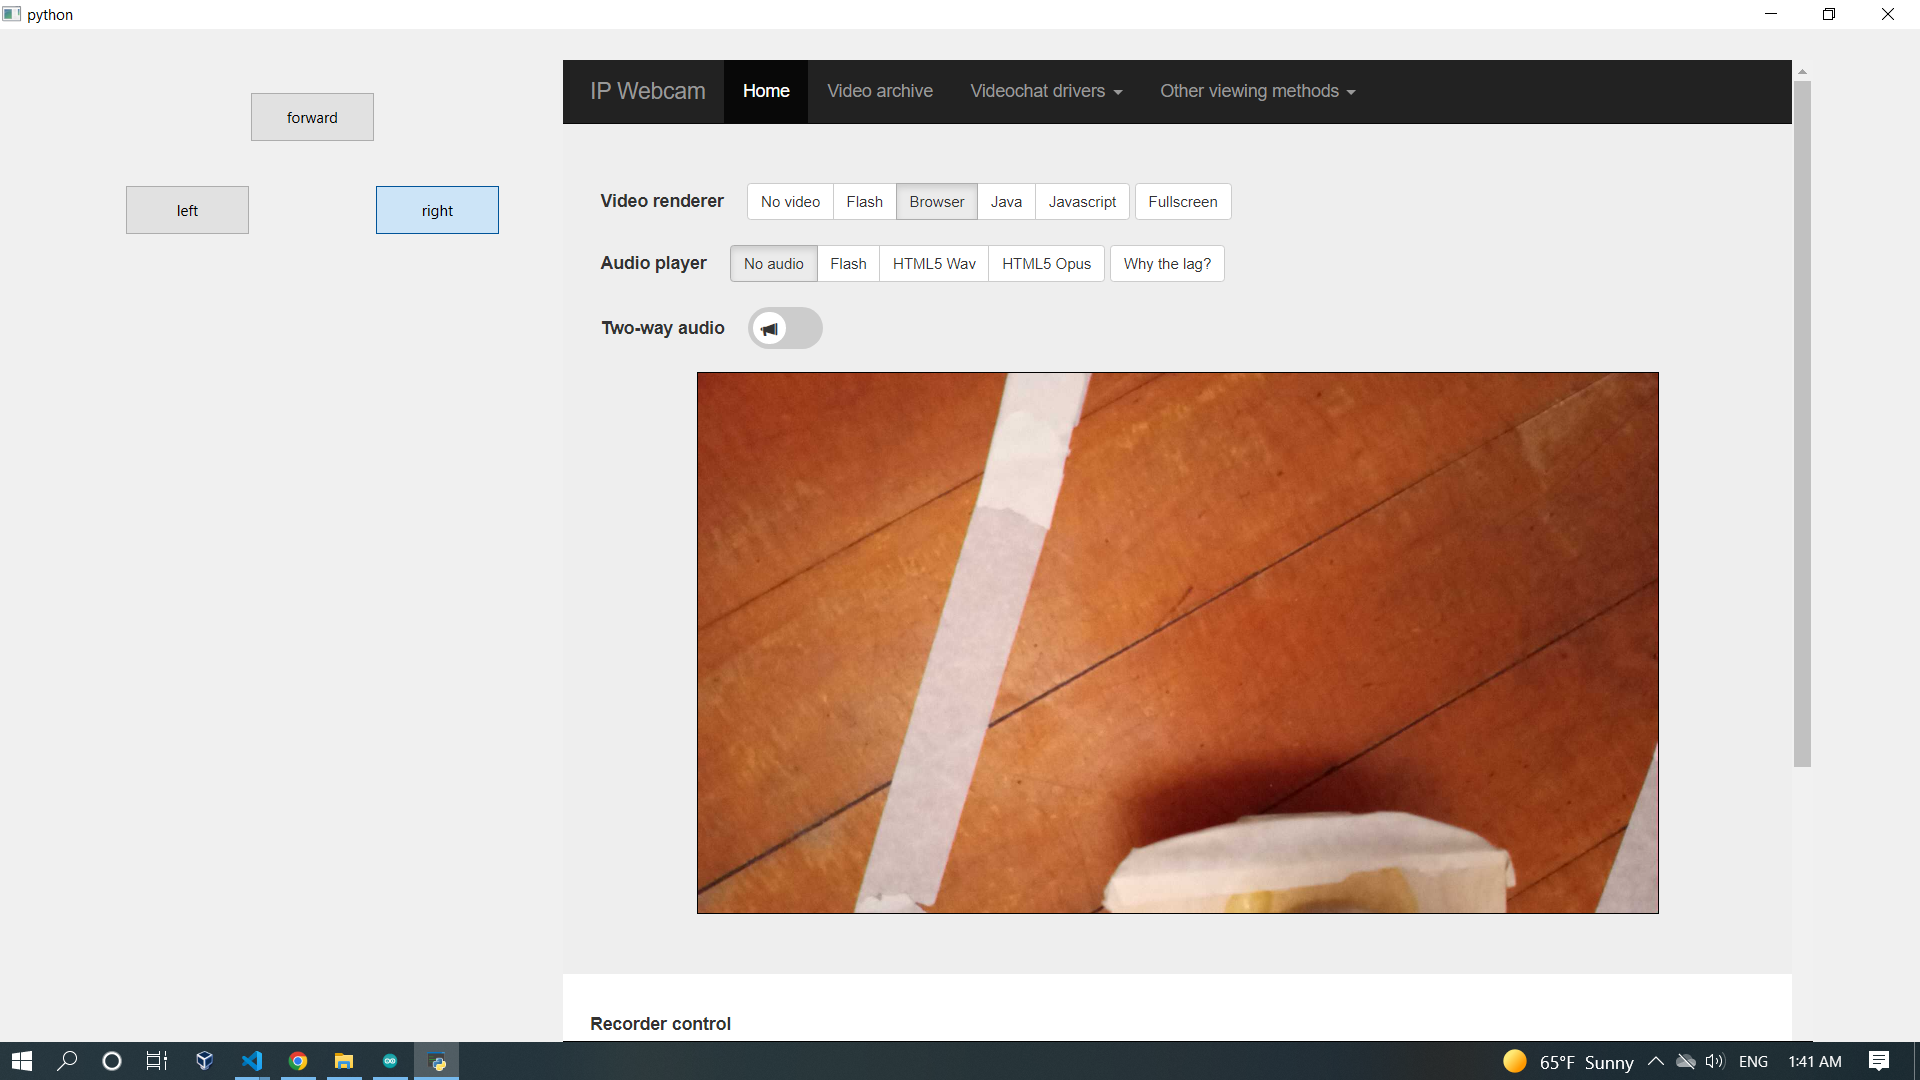 python
forward
left
right
IP Webcam Home Video archive Videochat drivers Other viewing methods
Video renderer No video Flash Browser Java Javascript Fullscreen
Audio player No audio Flash HTML5 Wav HTML5 Opus Why the lag?
Two-way audio
Recorder control
65°F Sunny ENG 1:41 AM